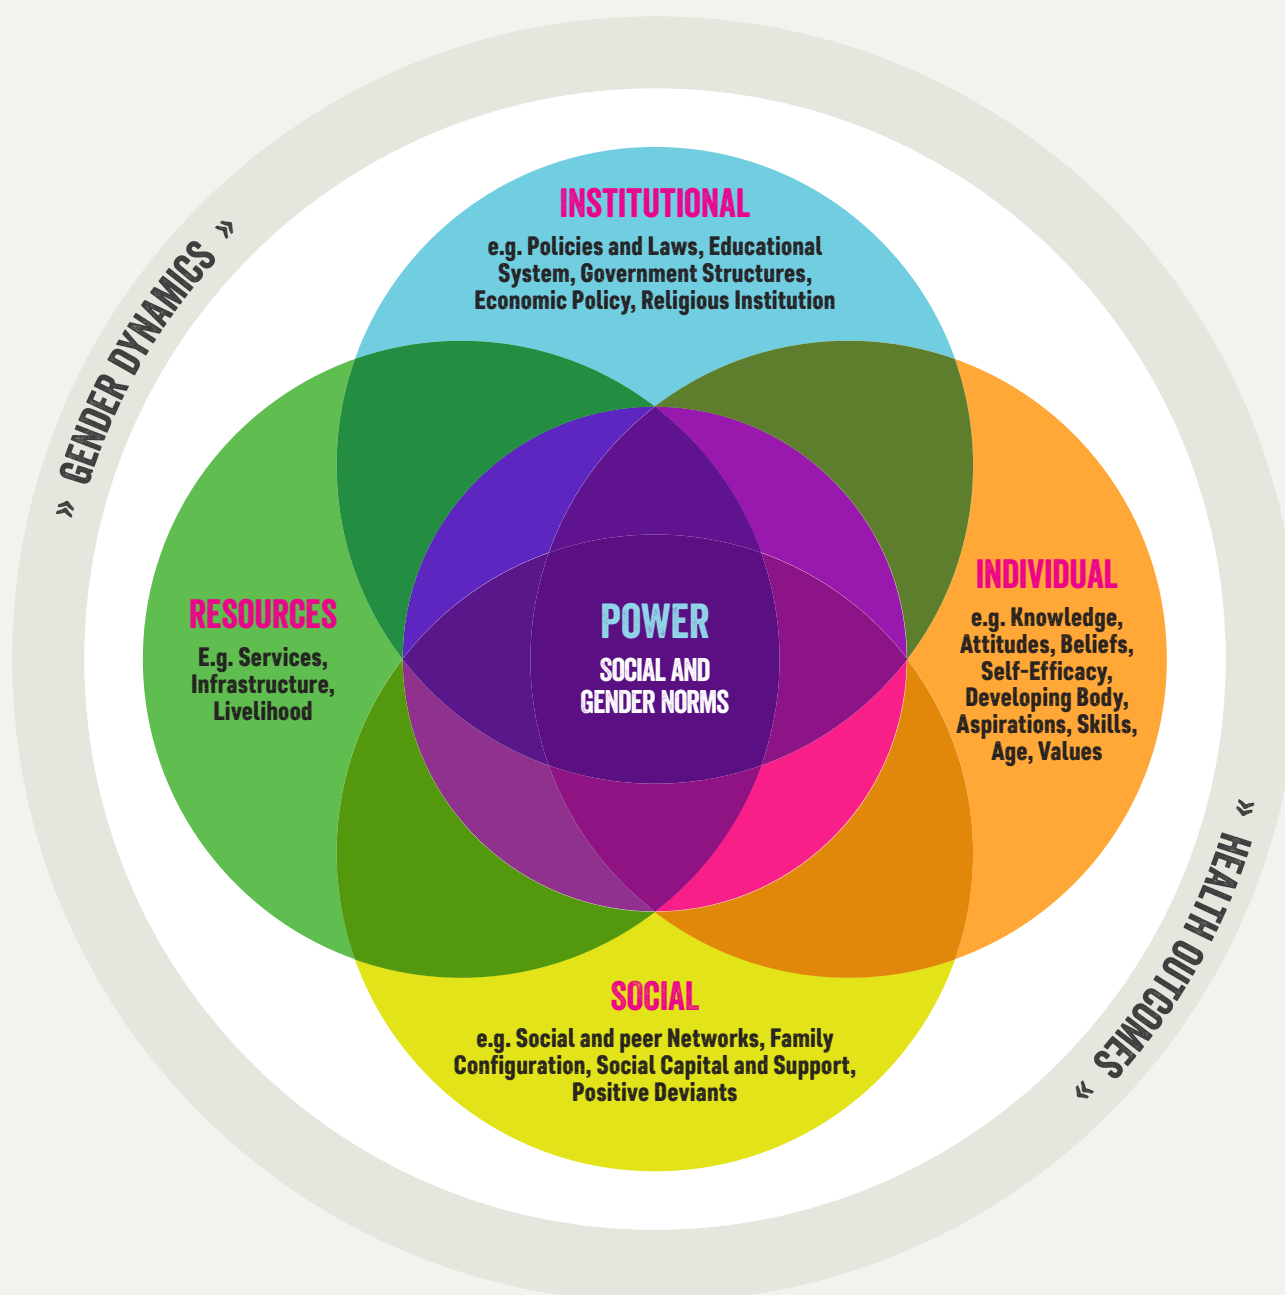 INSTITUTIONAL
e.g. Policies and Laws, Educational
System, Government Structures,
Economic Policy, Religious Institution
» GENDER DYNAMICS »
RESOURCES
E.g. Services,
Infrastructure,
Livelihood
POWER
SOCIAL AND
GENDER NORMS
INDIVIDUAL
e.g. Knowledge,
Attitudes, Beliefs,
Self-Efficacy,
Developing Body,
Aspirations, Skills,
Age, Values
SOCIAL
e.g. Social and peer Networks, Family
Configuration, Social Capital and Support,
Positive Deviants
» HEALTH OUTCOMES »